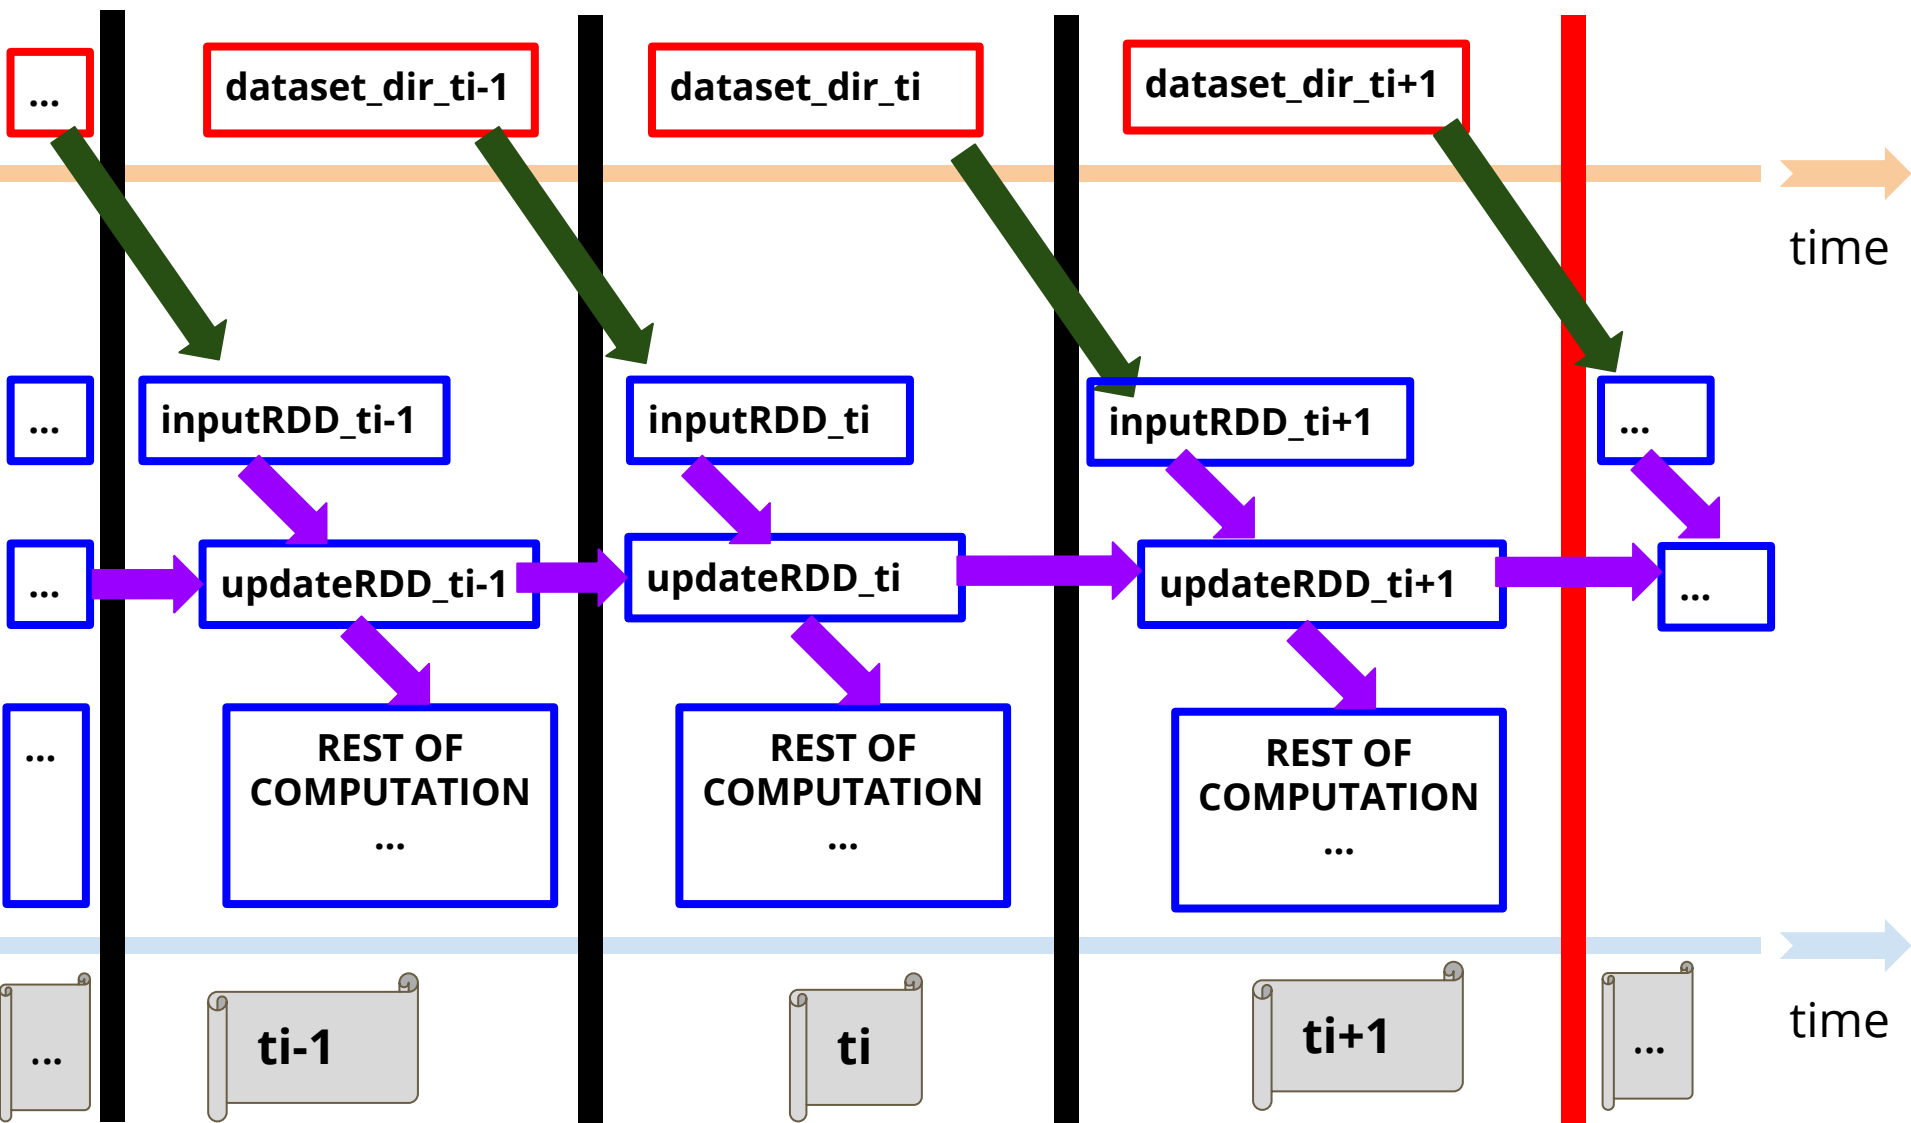 ...
dataset_dir_ti-1
dataset_dir_ti
dataset_dir_ti+1
time
...
inputRDD_ti-1
inputRDD_ti
inputRDD_ti+1
...
...
updateRDD_ti-1
updateRDD_ti
updateRDD_ti+1
...
...
REST OF
COMPUTATION
...
REST OF
COMPUTATION
...
REST OF
COMPUTATION
...
...
ti-1
ti
ti+1
...
time